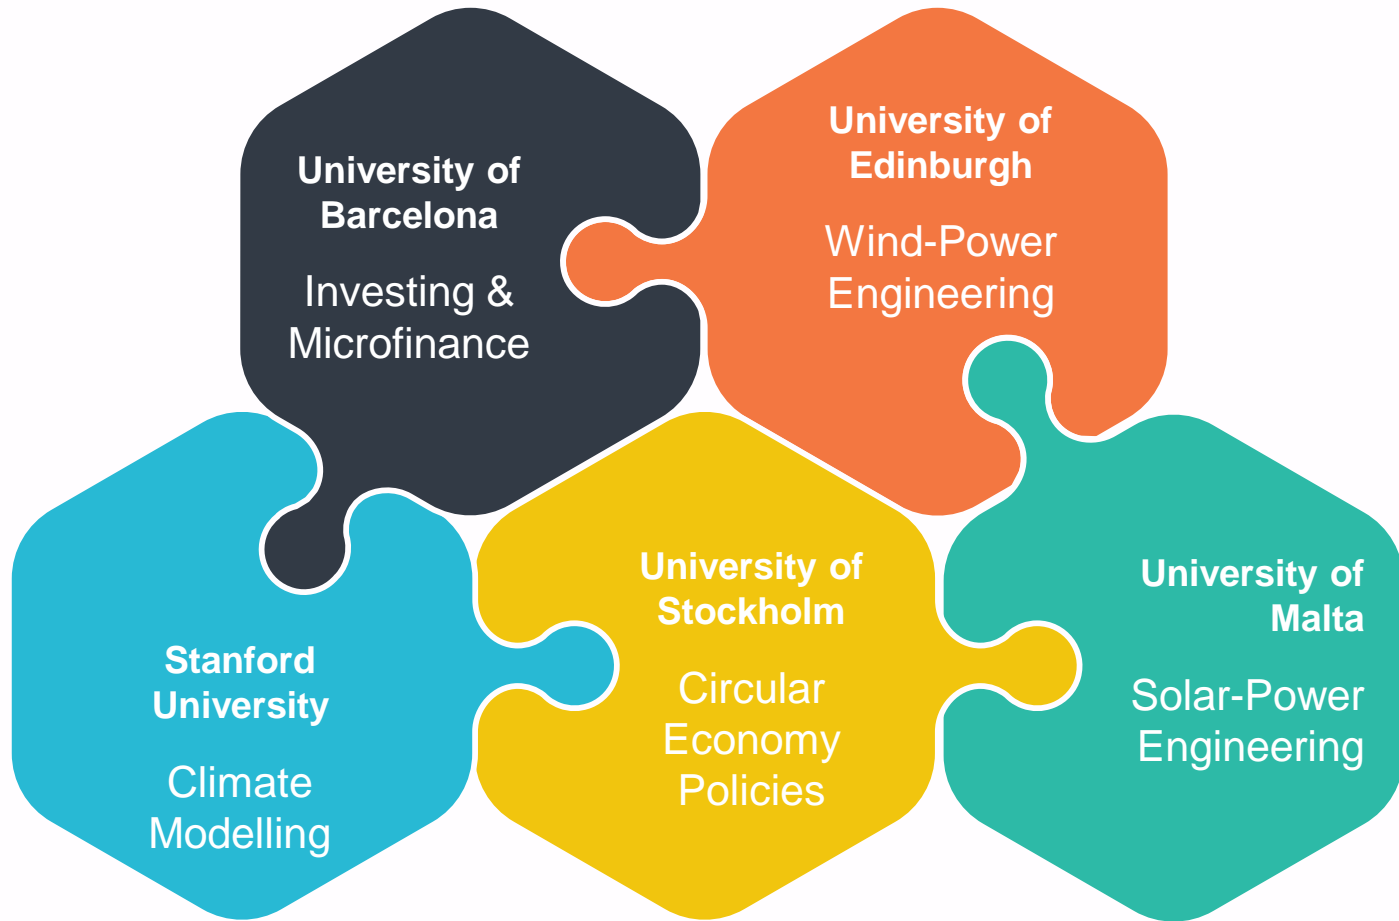 University of
Barcelona
Investing &
Microfinance
University of
Edinburgh
Wind-Power
Engineering
Stanford
University
Climate
Modelling
University of
Stockholm
Circular
Economy
Policies
University of
Malta
Solar-Power
Engineering